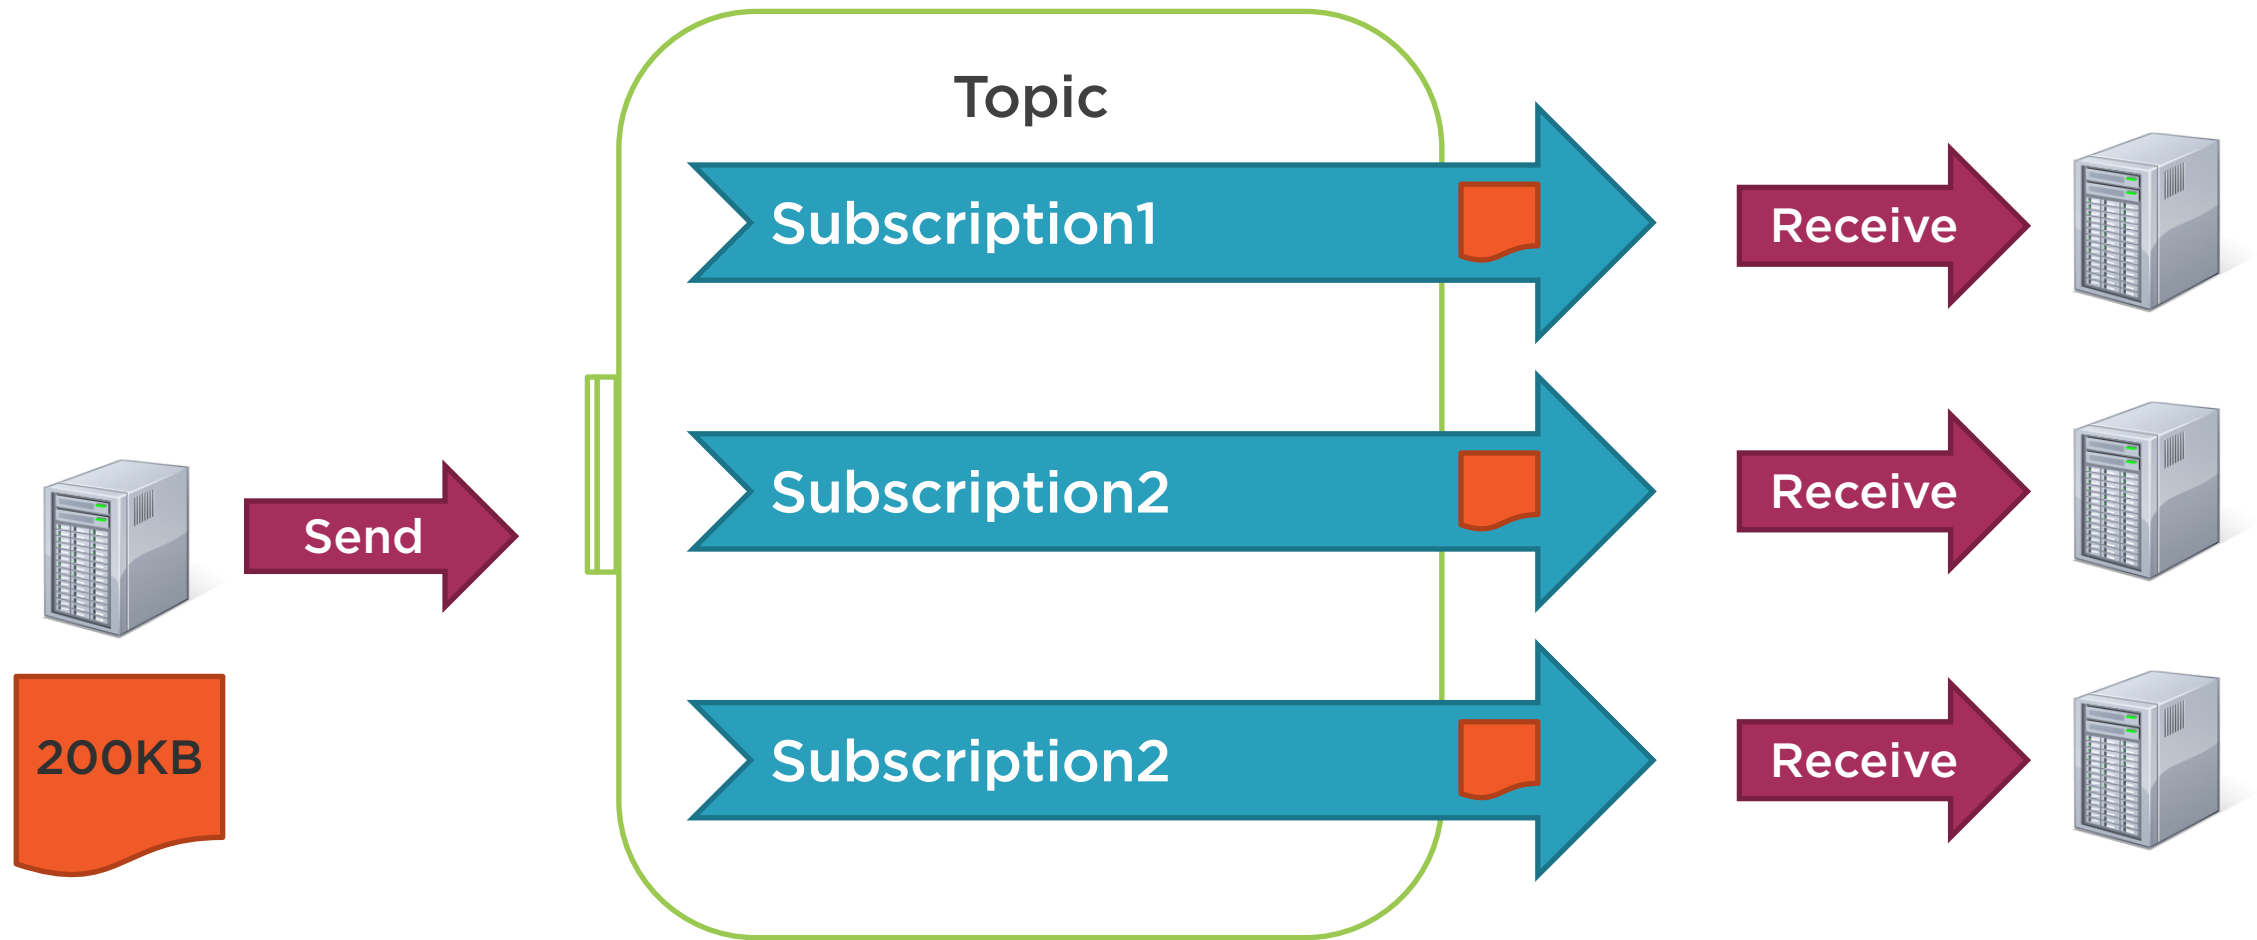 Topic
Subscription1
Receive
Subscription2
Receive
Send
Subscription2
Receive
200KB